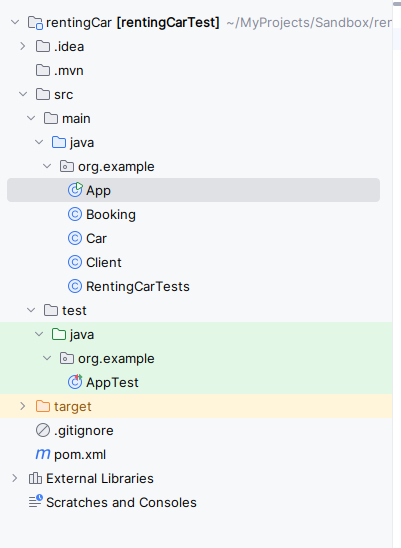 rentingCar [rentingCarTest] ~/MyProjects/Sandbox/ren
.idea
.mvn
src
main
java
org.example
App
Booking
Car
Client
RentingCarTests
test
java
org.example
AppTest
target
.gitignore
pom.xml
External Libraries
Scratches and Consoles